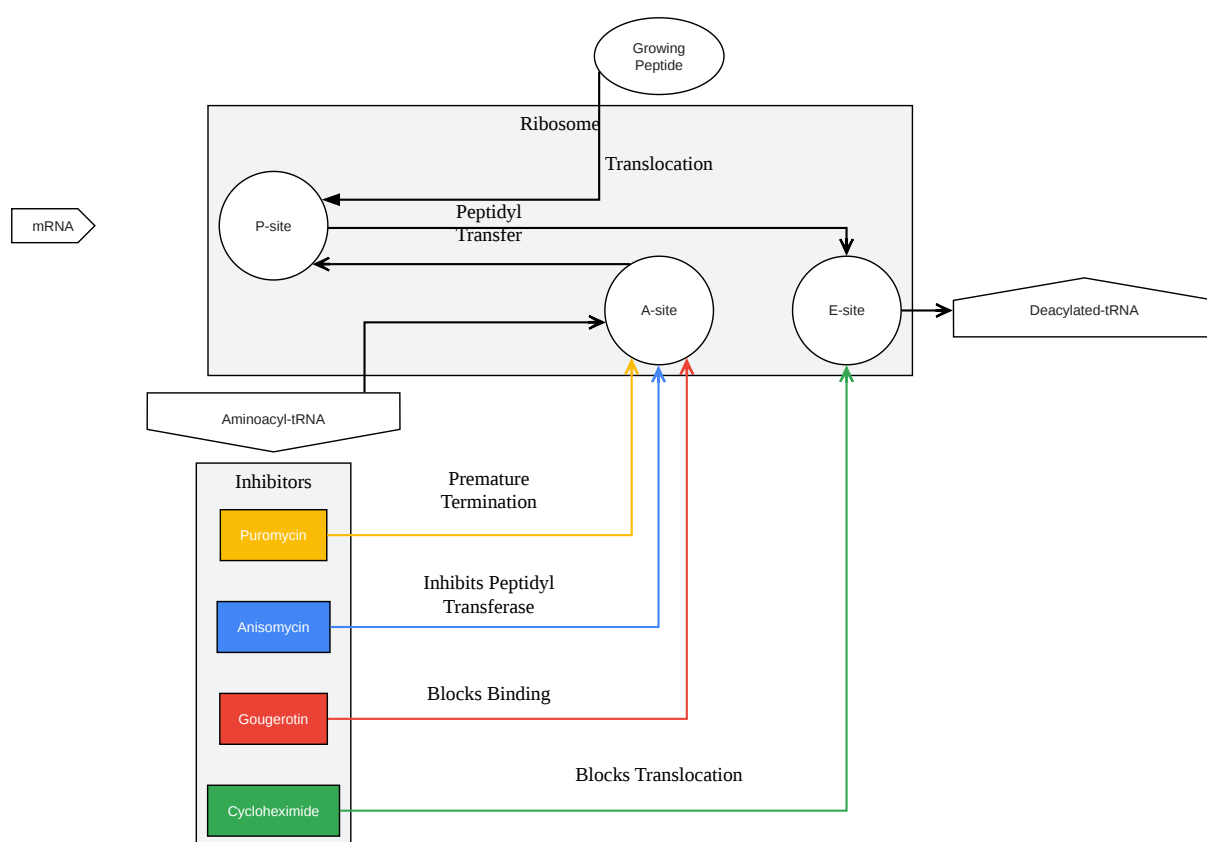 Growing
Peptide
Ribosome
Translocation
mRNA
P-site
Peptidyl
Transfer
A-site
E-site
Deacylated-tRNA
Aminoacyl-tRNA
Inhibitors
Premature
Termination
Puromycin
Inhibits Peptidyl
Transferase
Anisomycin
Blocks Binding
Gougerotin
Blocks Translocation
Cycloheximide